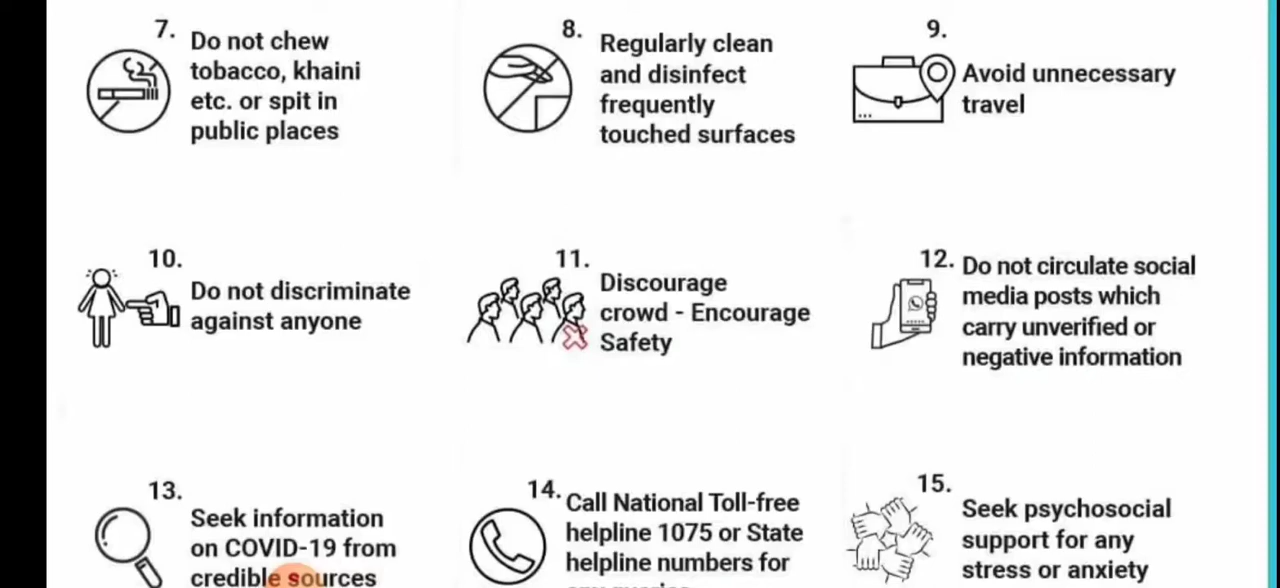 7.
Do not chew
tobacco, khaini
etc. or spit in
public places
8.
Regularly clean
and disinfect
frequently
touched surfaces
9.
Avoid unnecessary
travel
10.
Do not discriminate
against anyone
11.
Discourage
crowd - Encourage
Safety
12.
Do not circulate social
media posts which
carry unverified or
negative information
13.
Seek information
on COVID-19 from
credible sources
14.
Call National Toll-free
helpline 1075 or State
helpline numbers for
15.
Seek psychosocial
support for any
stress or anxiety